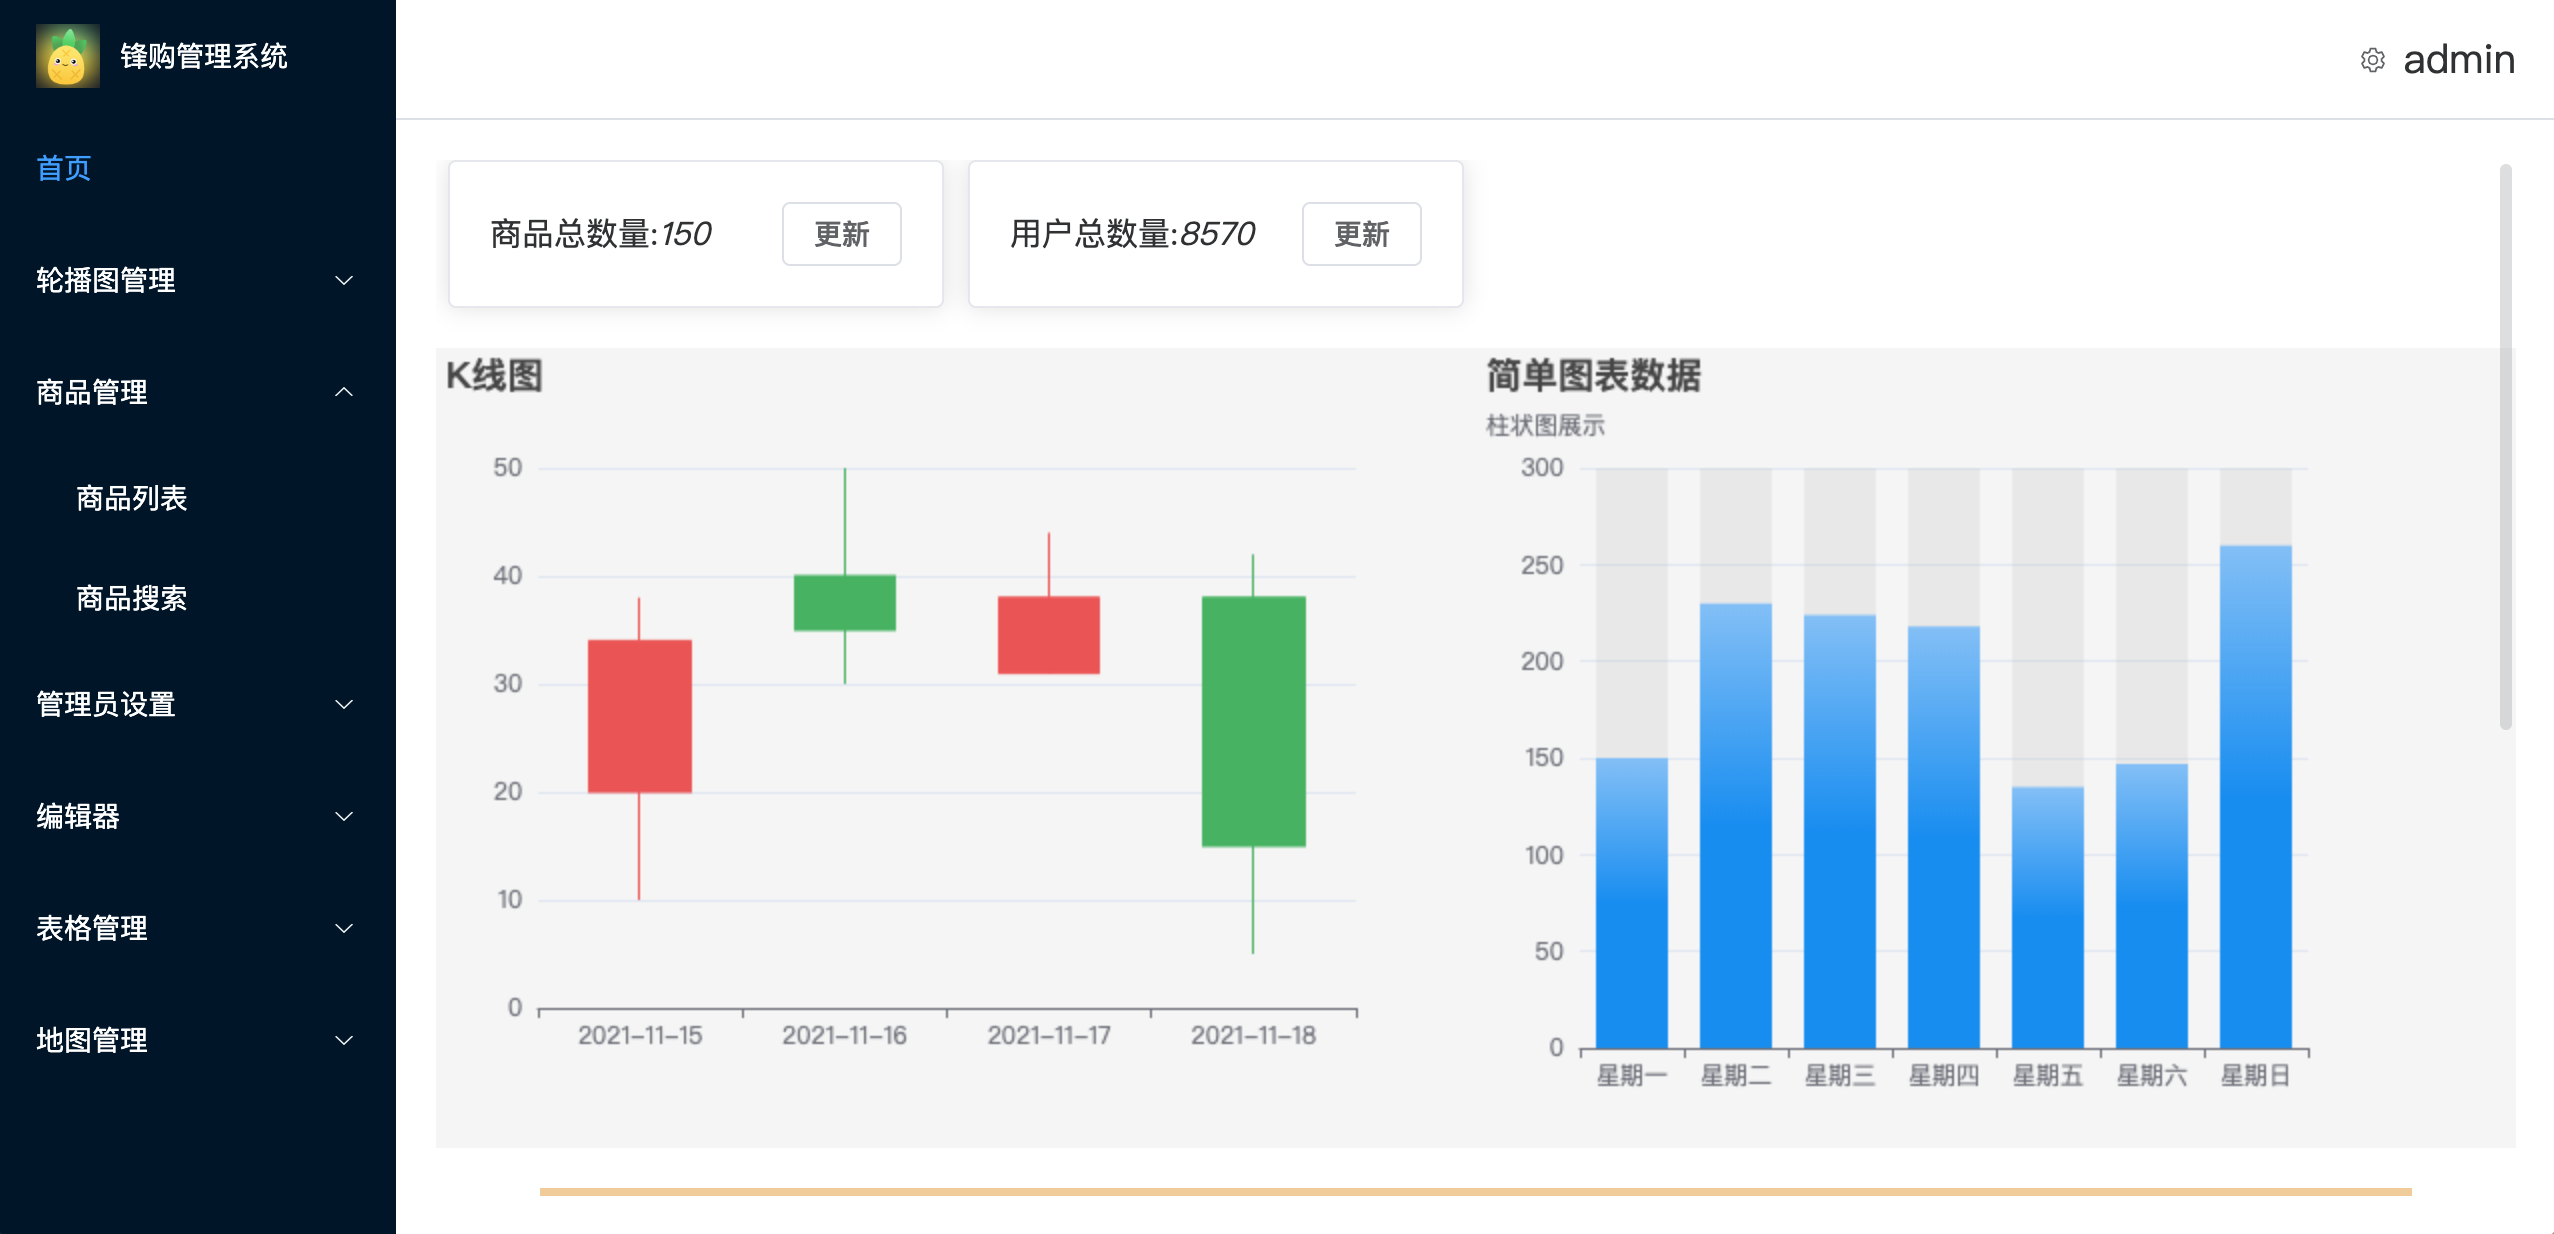 锋购管理系统
首页
轮播图管理
商品管理
商品列表
商品搜索
管理员设置
编辑器
表格管理
地图管理
admin
商品总数量:150 更新
用户总数量:8570 更新
K线图
50
40
30
20
10
0
2021-11-15 2021-11-16 2021-11-17 2021-11-18
简单图表数据
柱状图展示
300
250
200
150
100
50
0
星期一 星期二 星期三 星期四 星期五 星期六 星期日